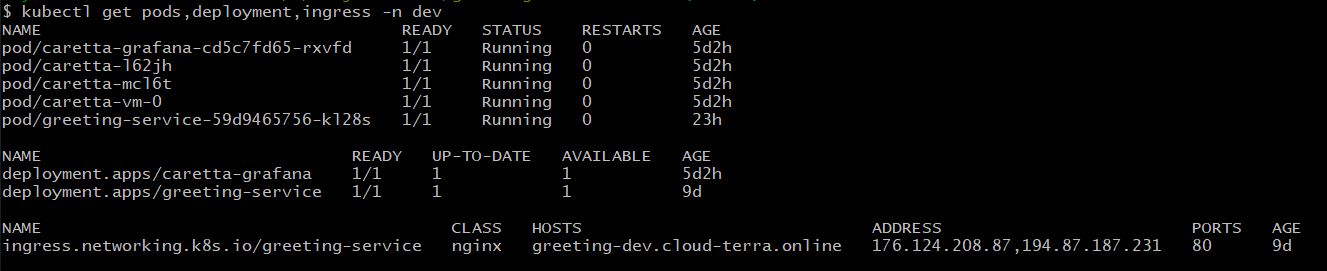 $ kubectl get pods,deployment,ingress -n dev
NAME READY STATUS RESTARTS AGE
pod/caretta-grafana-cd5c7fd65-rxvfd 1/1 Running 0 5d2h
pod/caretta-l62jh 1/1 Running 0 5d2h
pod/caretta-mcl6t 1/1 Running 0 5d2h
pod/caretta-vm-0 1/1 Running 0 5d2h
pod/greeting-service-59d9465756-kl28s 1/1 Running 0 23h
NAME READY UP-TO-DATE AVAILABLE AGE
deployment.apps/caretta-grafana 1/1 1 1 5d2h
deployment.apps/greeting-service 1/1 1 1 9d
NAME CLASS HOSTS ADDRESS PORTS AGE
ingress.networking.k8s.io/greeting-service nginx greeting-dev.cloud-terra.online 176.124.208.87,194.87.187.231 80 9d